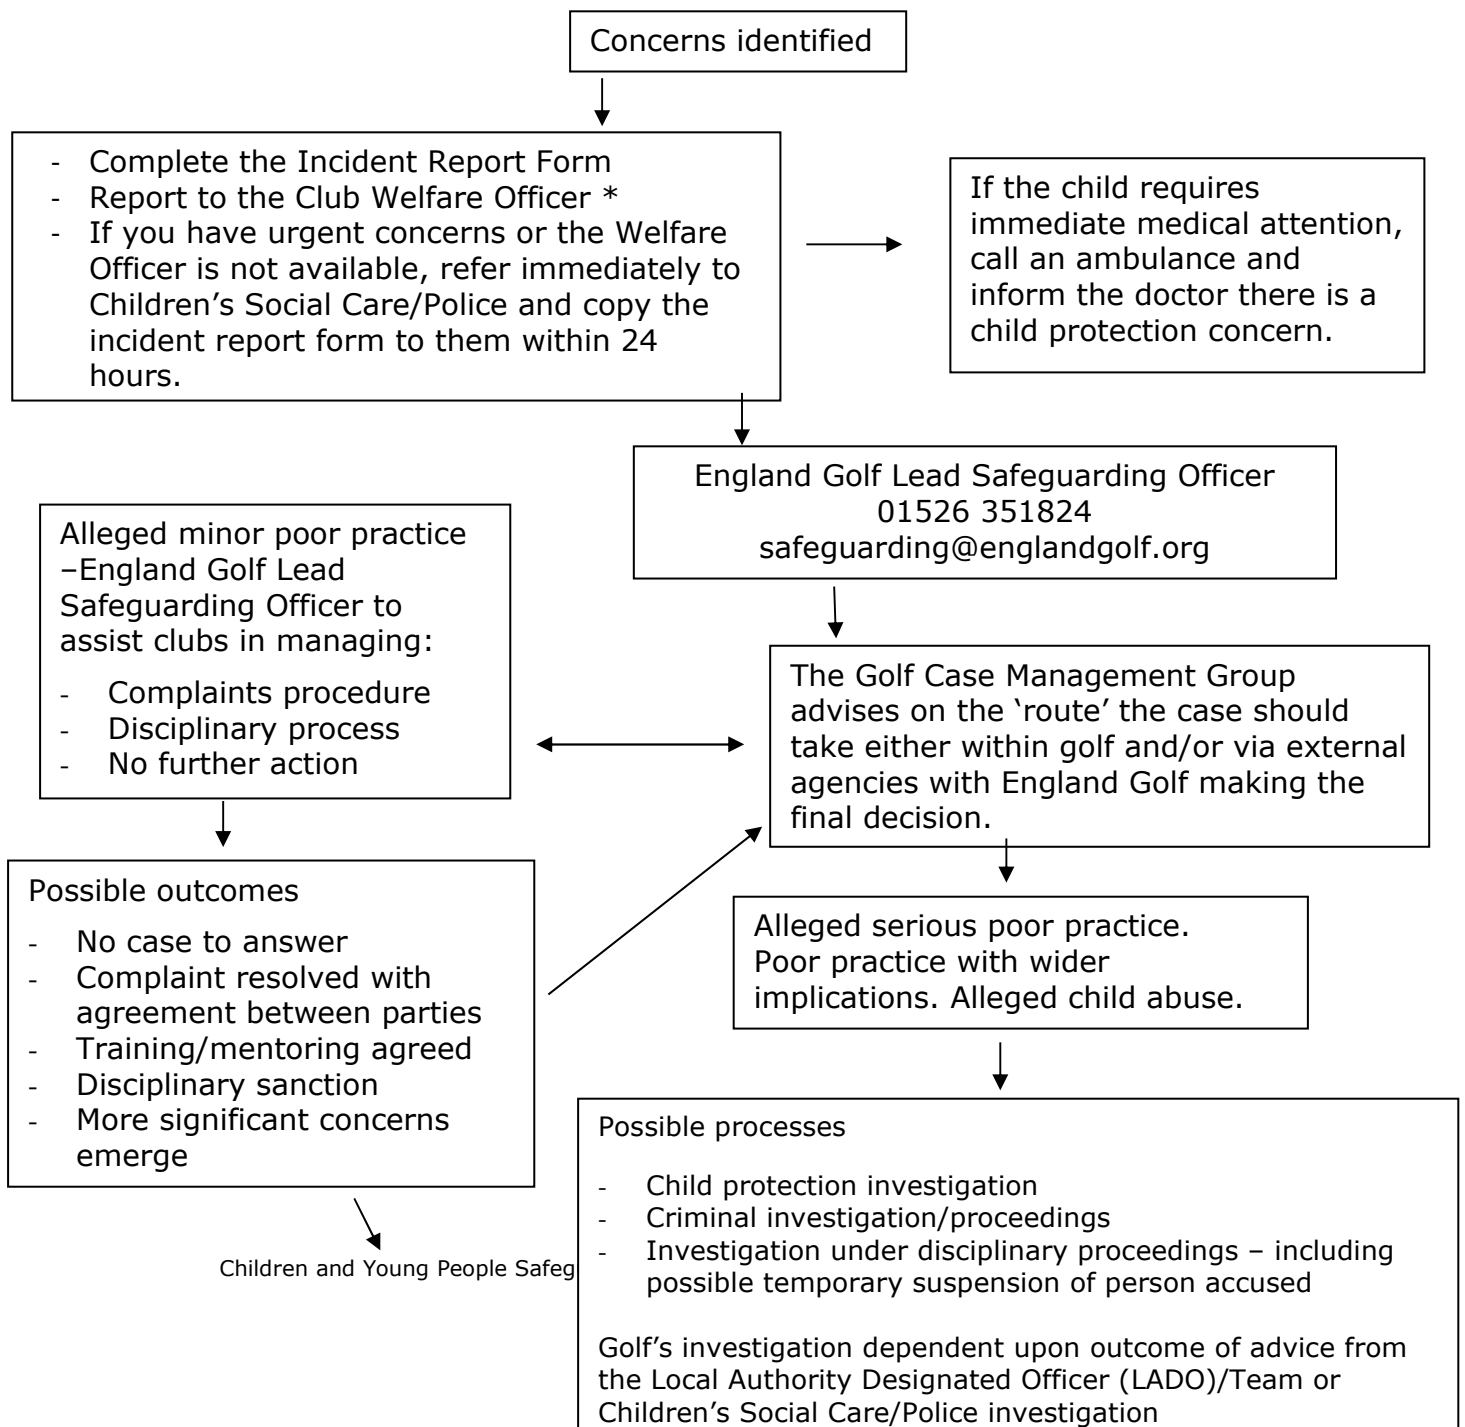 Concerns identified
- Complete the Incident Report Form
- Report to the Club Welfare Officer *
- If you have urgent concerns or the Welfare
Officer is not available, refer immediately to
Children’s Social Care/Police and copy the
incident report form to them within 24
hours.
If the child requires
immediate medical attention,
call an ambulance and
inform the doctor there is a
child protection concern.
England Golf Lead Safeguarding Officer
01526 351824
safeguarding@englandgolf.org
Alleged minor poor practice
–England Golf Lead
Safeguarding Officer to
assist clubs in managing:
- Complaints procedure
- Disciplinary process
- No further action
The Golf Case Management Group
advises on the ‘route’ the case should
take either within golf and/or via external
agencies with England Golf making the
final decision.
Possible outcomes
- No case to answer
- Complaint resolved with
agreement between parties
- Training/mentoring agreed
- Disciplinary sanction
- More significant concerns
emerge
Alleged serious poor practice.
Poor practice with wider
implications. Alleged child abuse.
Possible processes
- Child protection investigation
- Criminal investigation/proceedings
- Investigation under disciplinary proceedings – including
possible temporary suspension of person accused
Golf’s investigation dependent upon outcome of advice from
the Local Authority Designated Officer (LADO)/Team or
Children’s Social Care/Police investigation
Children and Young People Safeg